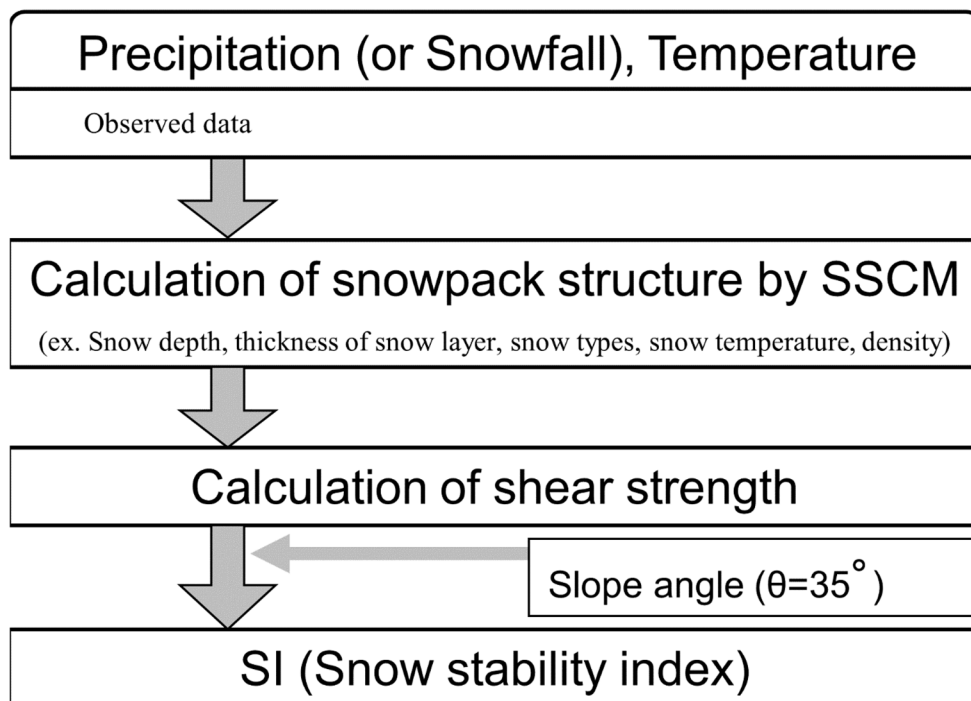 Precipitation (or Snowfall), Temperature
Observed data
Calculation of snowpack structure by SSCM
(ex. Snow depth, thickness of snow layer, snow types, snow temperature, density)
Calculation of shear strength
Slope angle (θ=35°)
SI (Snow stability index)